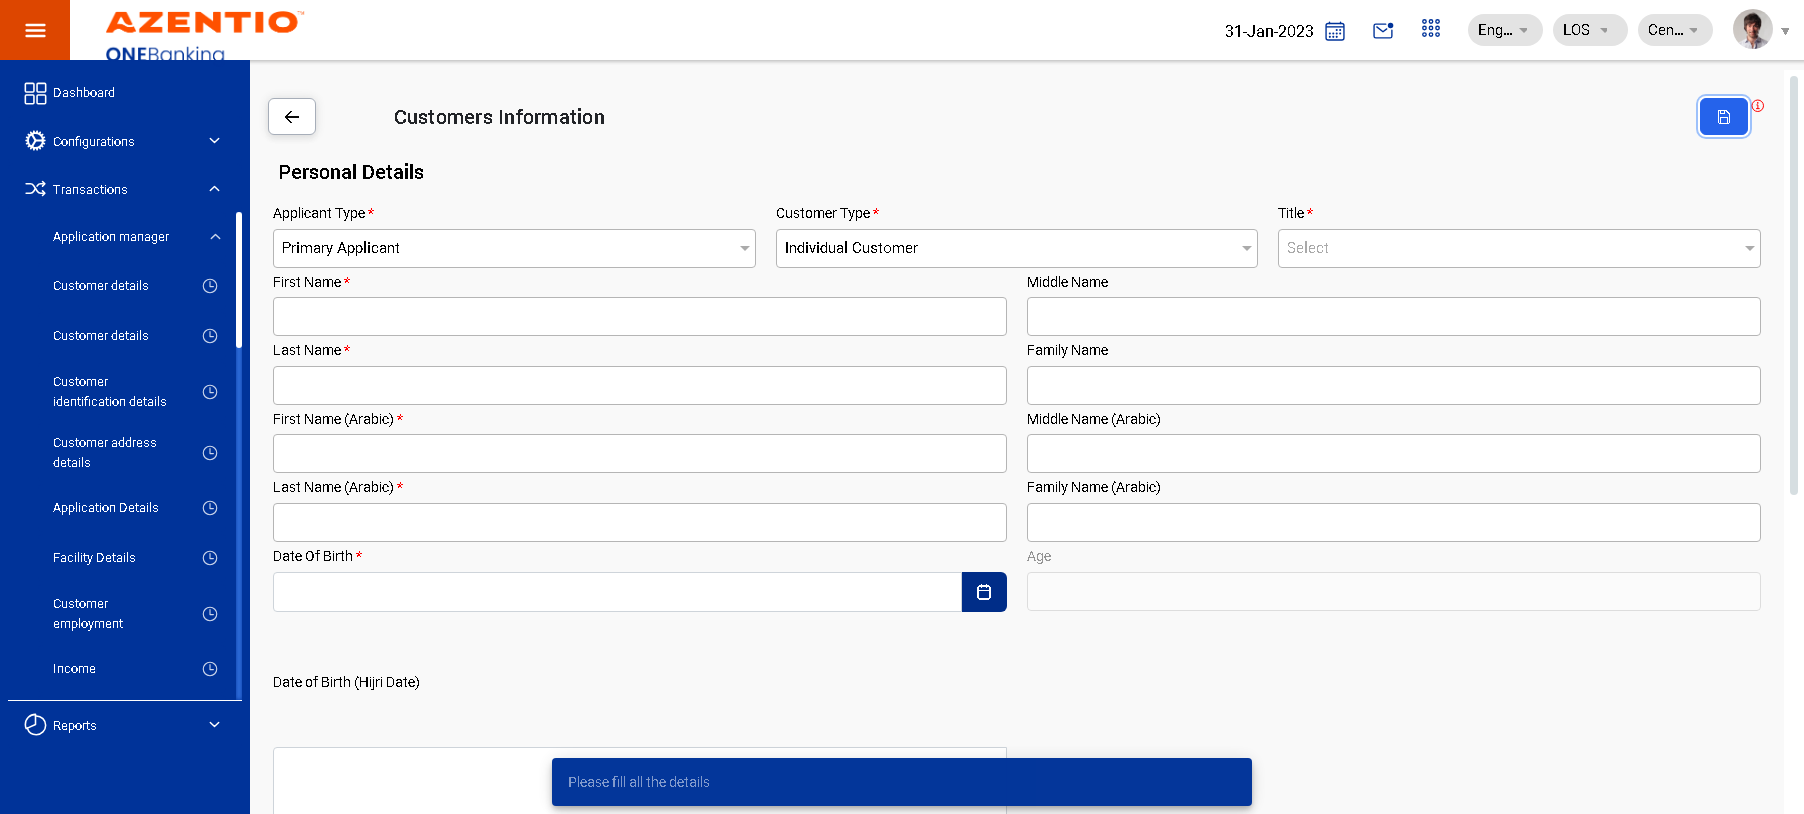 AZENTIO™
ONEBanking
31-Jan-2023
Eng...
LOS
Cen...
Dashboard
Configurations
Transactions
Application manager
Customer details
Customer details
Customer
identification details
Customer address
details
Application Details
Facility Details
Customer
employment
Income
Reports
Customers Information
Personal Details
Applicant Type *
Customer Type *
Title *
Primary Applicant
Individual Customer
Select
First Name *
Middle Name
Last Name *
Family Name
First Name (Arabic) *
Middle Name (Arabic)
Last Name (Arabic) *
Family Name (Arabic)
Date Of Birth *
Age
Date of Birth (Hijri Date)
Please fill all the details